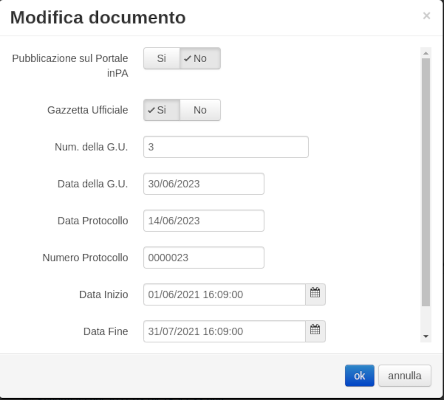 Modifica documento ×
Pubblicazione sul Portale inPA Si No
Gazzetta Ufficiale Si No
Num. della G.U. 3
Data della G.U. 30/06/2023
Data Protocollo 14/06/2023
Numero Protocollo 0000023
Data Inizio 01/06/2021 16:09:00
Data Fine 31/07/2021 16:09:00
ok annulla